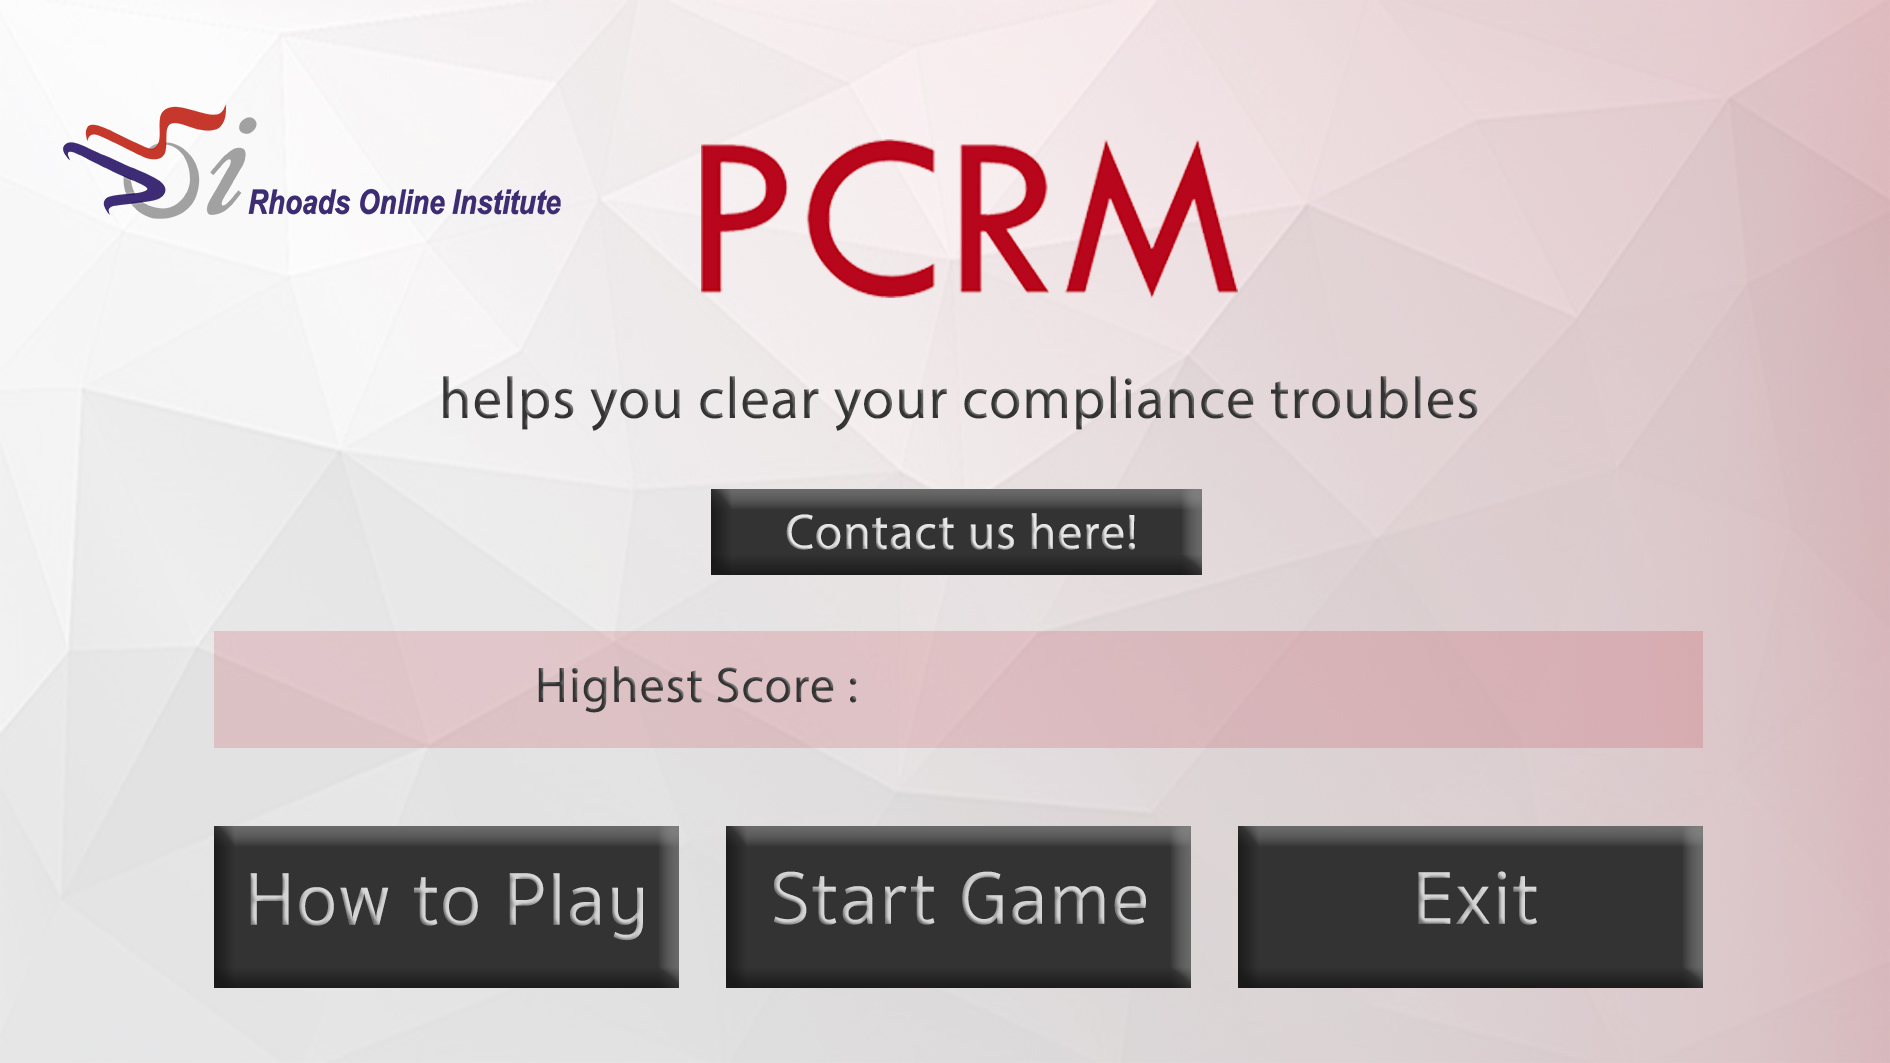 Rhoads Online Institute
PCRM
helps you clear your compliance troubles
Contact us here!
Highest Score :
How to Play
Start Game
Exit